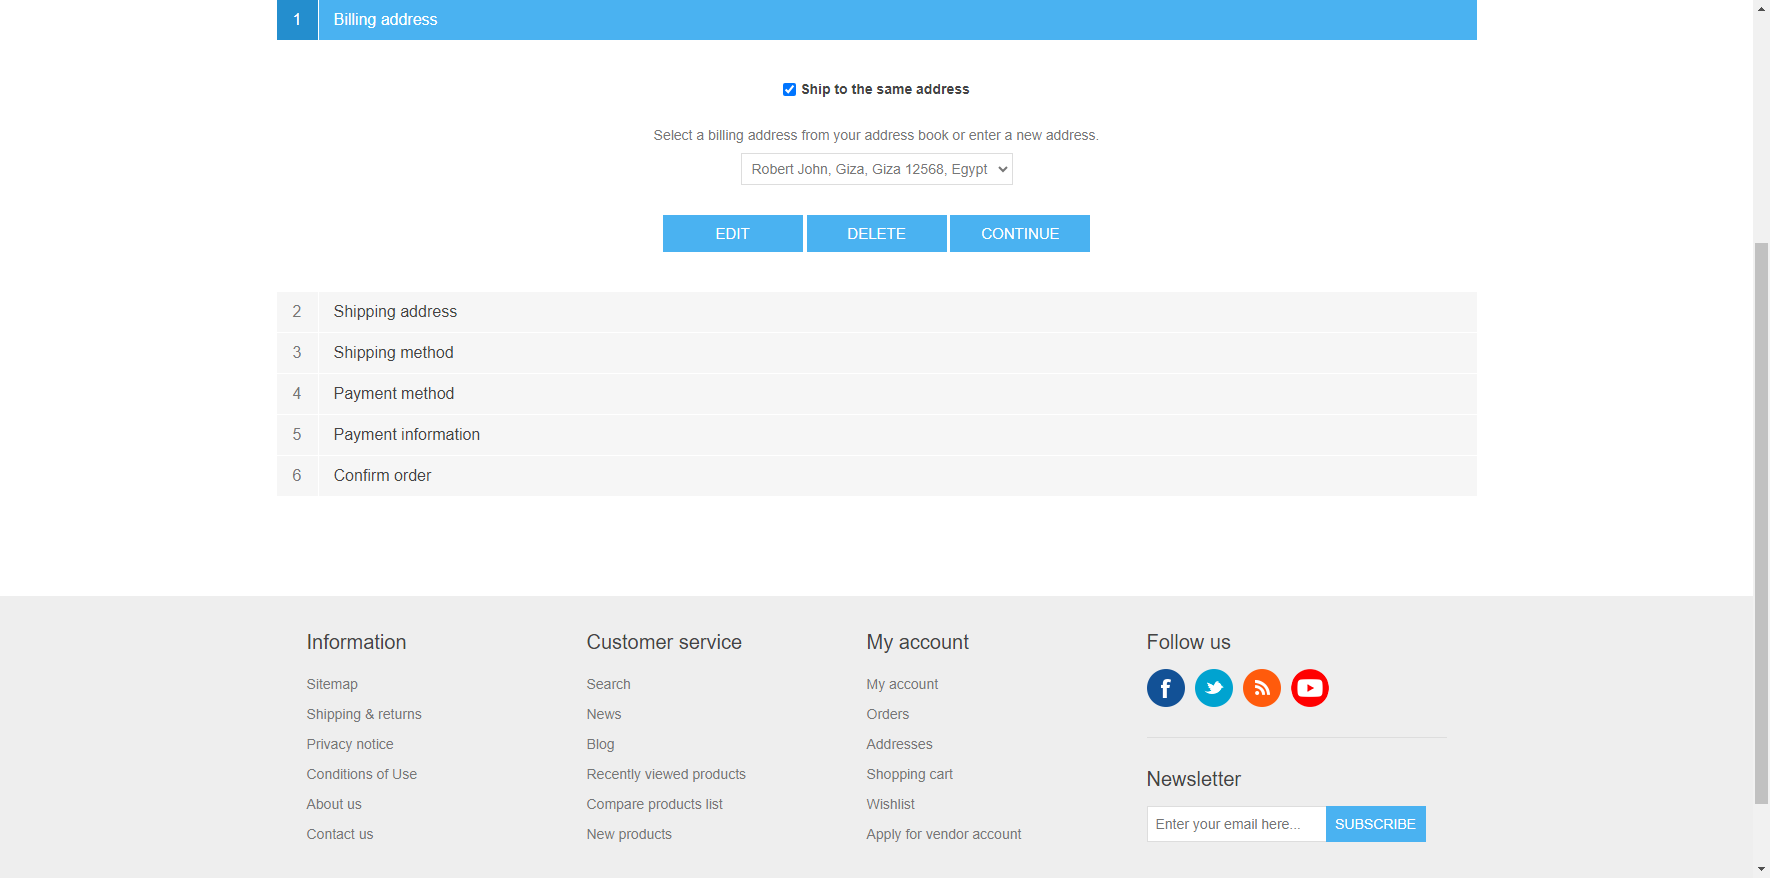 1 Billing address
Ship to the same address
Select a billing address from your address book or enter a new address.
Robert John, Giza, Giza 12568, Egypt
EDIT DELETE CONTINUE
2 Shipping address
3 Shipping method
4 Payment method
5 Payment information
6 Confirm order
Information
Sitemap
Shipping & returns
Privacy notice
Conditions of Use
About us
Contact us
Customer service
Search
News
Blog
Recently viewed products
Compare products list
New products
My account
My account
Orders
Addresses
Shopping cart
Wishlist
Apply for vendor account
Follow us
Newsletter
Enter your email here... SUBSCRIBE